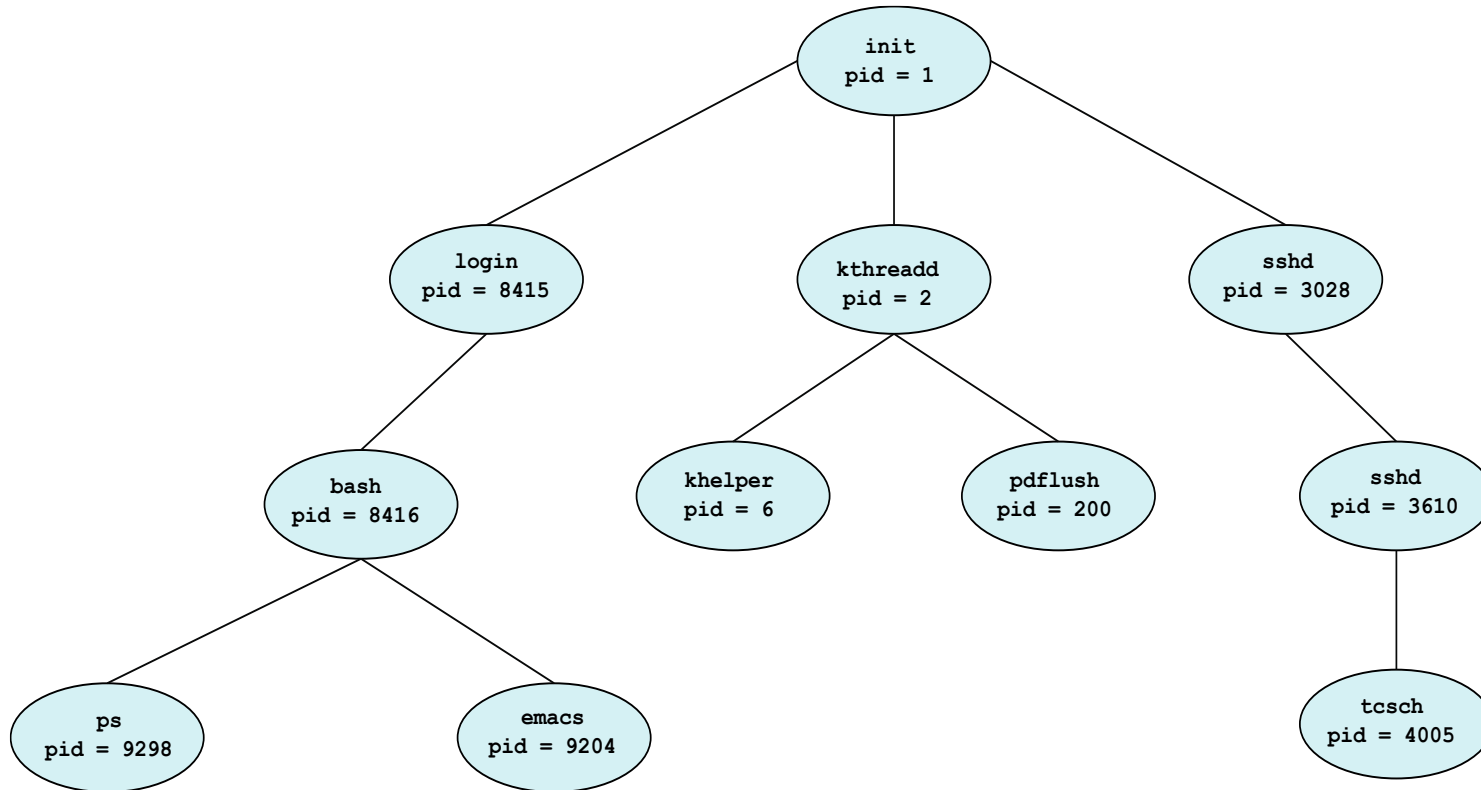 init
pid = 1
login
pid = 8415
kthreadd
pid = 2
sshd
pid = 3028
bash
pid = 8416
khelper
pid = 6
pdflush
pid = 200
sshd
pid = 3610
ps
pid = 9298
emacs
pid = 9204
tcsch
pid = 4005